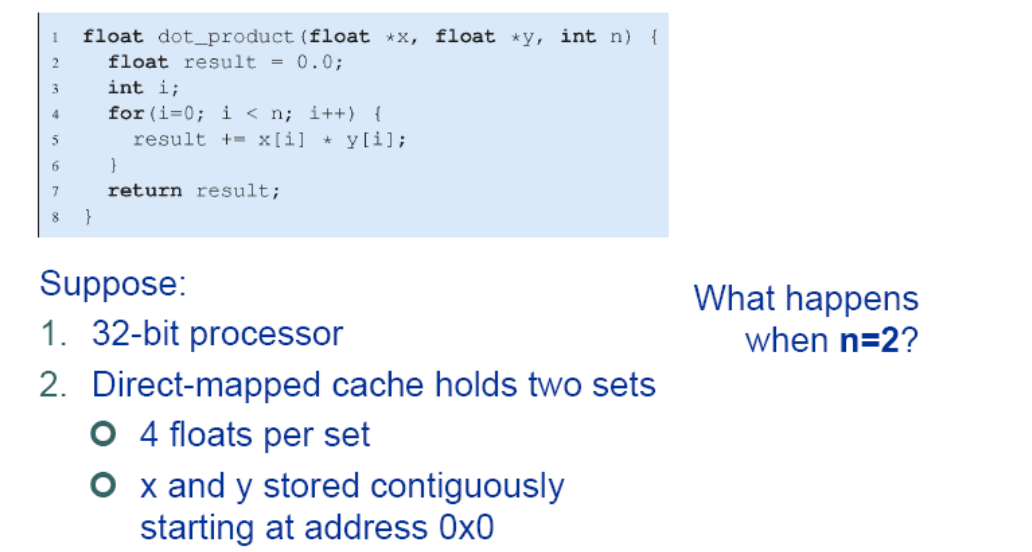 1 float dot_product(float *x, float *y, int n) {
2 float result = 0.0;
3 int i;
4 for(i=0; i < n; i++) {
5 result += x[i] * y[i];
6 }
7 return result;
8 }
Suppose:
1. 32-bit processor
2. Direct-mapped cache holds two sets
4 floats per set
x and y stored contiguously
starting at address 0x0
What happens
when n=2?